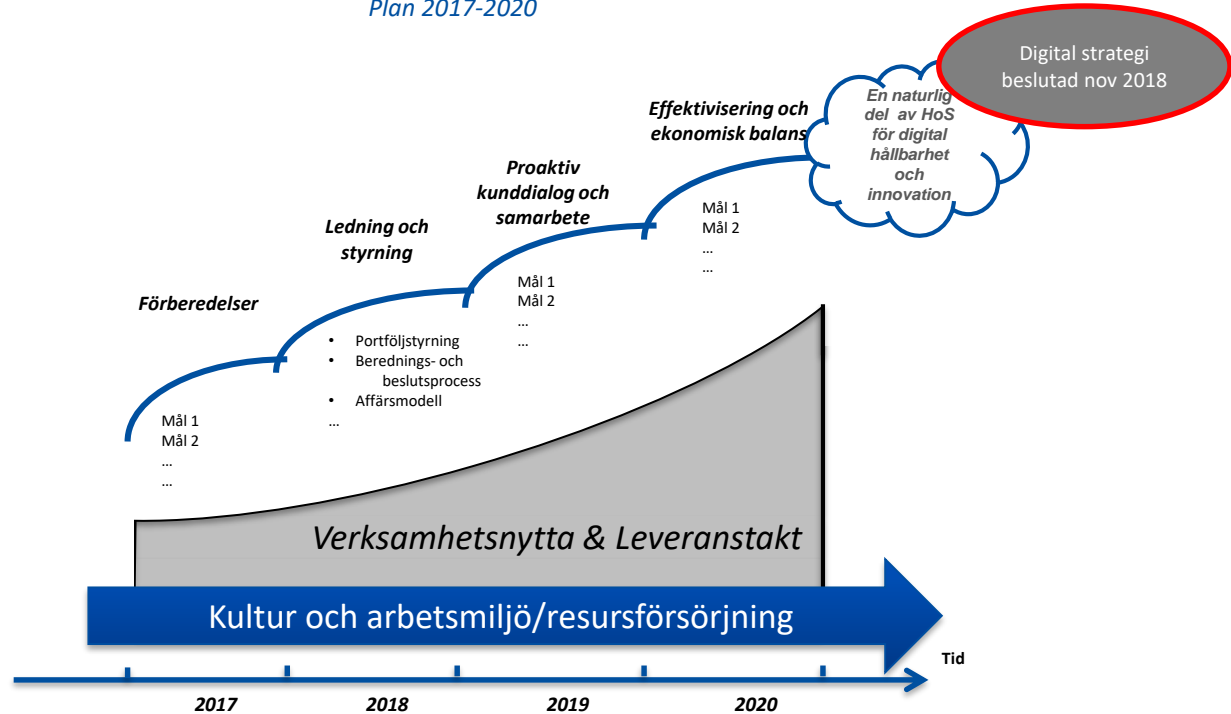 Plan 2017-2020
Digital strategi
beslutad nov 2018
En naturlig
del av HoS
för digital
hållbarhet
och
innovation
Effektivisering och
ekonomisk balans
Mål 1
Mål 2
…
…
Proaktiv
kunddialog och
samarbete
Mål 1
Mål 2
…
…
Ledning och
styrning
• Portföljstyrning
• Berednings- och
beslutsprocess
• Affärsmodell
…
Förberedelser
Mål 1
Mål 2
…
…
Verksamhetsnytta & Leveranstakt
Kultur och arbetsmiljö/resursförsörjning
Tid
2017
2018
2019
2020